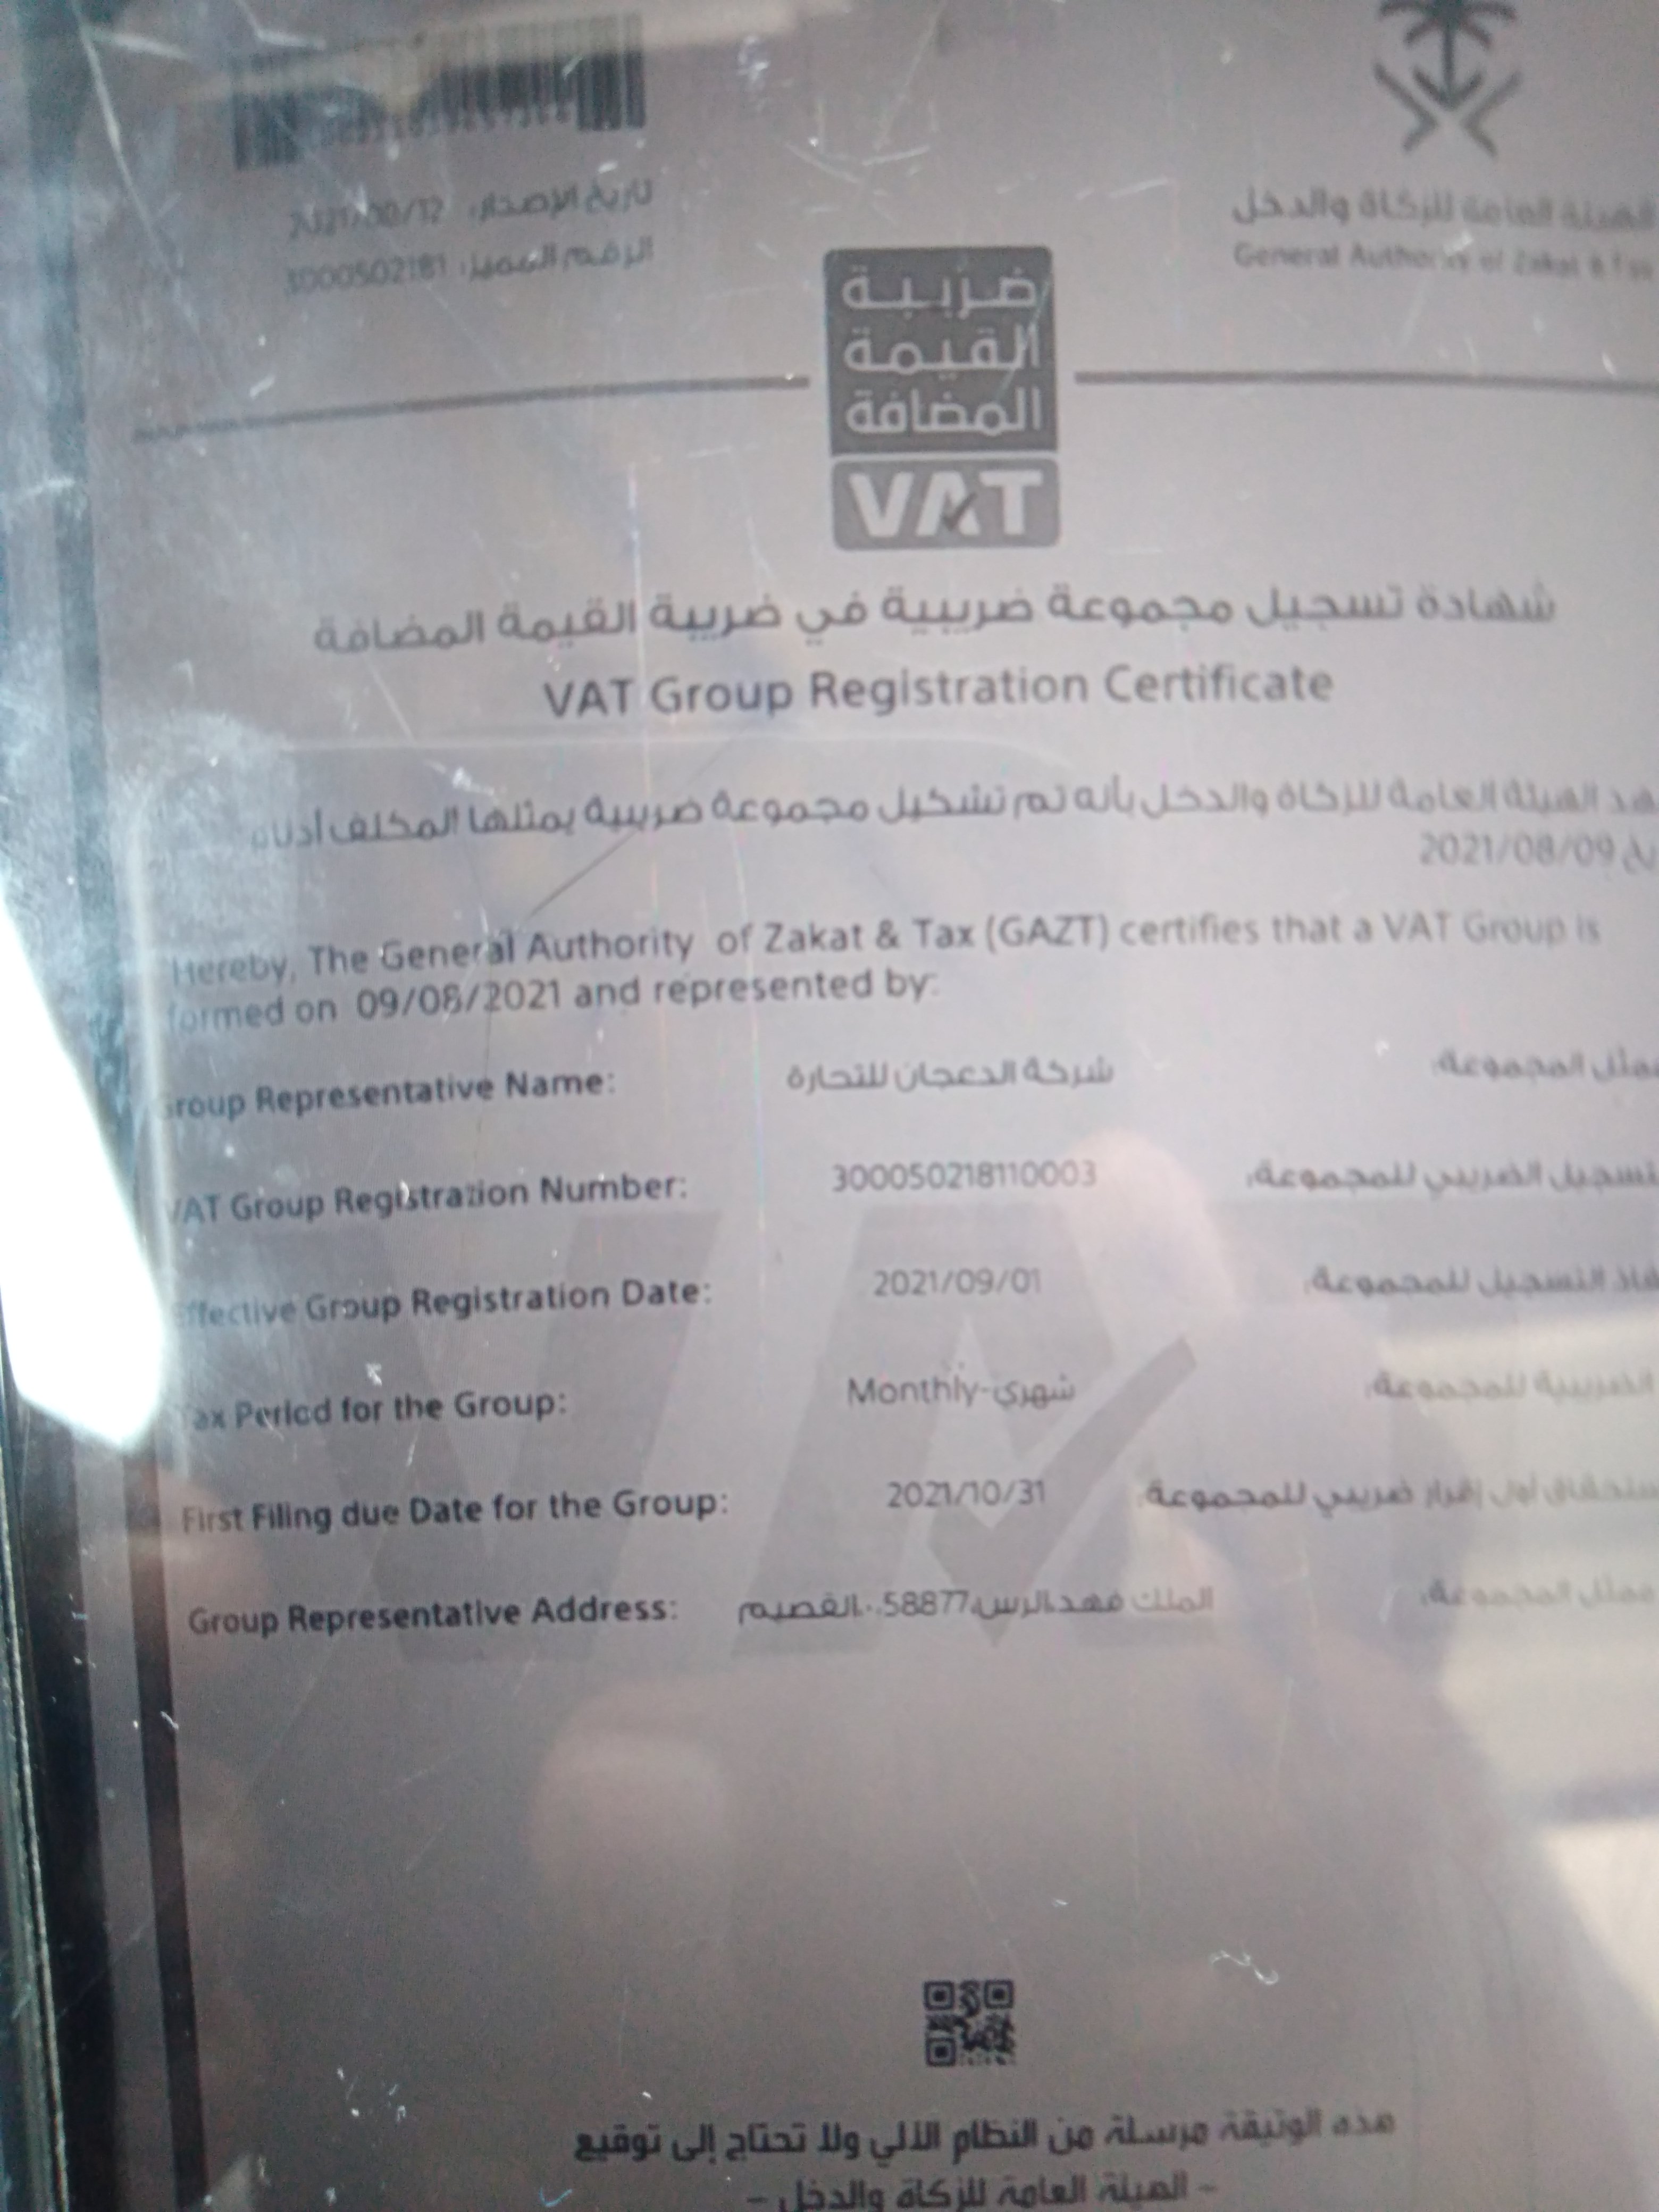 تاريخ الإصدار:
الرقم المميز: 3000502181
الهيئة العامة للزكاة والدخل
General Authority of Zakat & Tax
ضريبة
القيمة
المضافة
VAT
شهادة تسجيل مجموعة ضريبية في ضريبة القيمة المضافة
VAT Group Registration Certificate
الهيئة العامة للزكاة والدخل بأنه تم تشكيل مجموعة ضريبية يمثلها المكلف أدناه
2021/08/09
Hereby, The General Authority of Zakat & Tax (GAZT) certifies that a VAT Group is
formed on 09/08/2021 and represented by:
Group Representative Name: شركة الدعجان للتجارة المجموعة:
VAT Group Registration Number: 300050218110003 الضريبي للمجموعة:
Effective Group Registration Date: 2021/09/01 التسجيل للمجموعة:
Tax Period for the Group: Monthly-شهري الضريبية للمجموعة:
First Filing due Date for the Group: 2021/10/31 أول إقرار ضريبي للمجموعة
Group Representative Address: الملك فهد،الرس،58877،..القصيم المجموعة:
هذه الوثيقة مرسلة من النظام الآلي ولا تحتاج إلى توقيع
- الهيئة العامة للزكاة والدخل -